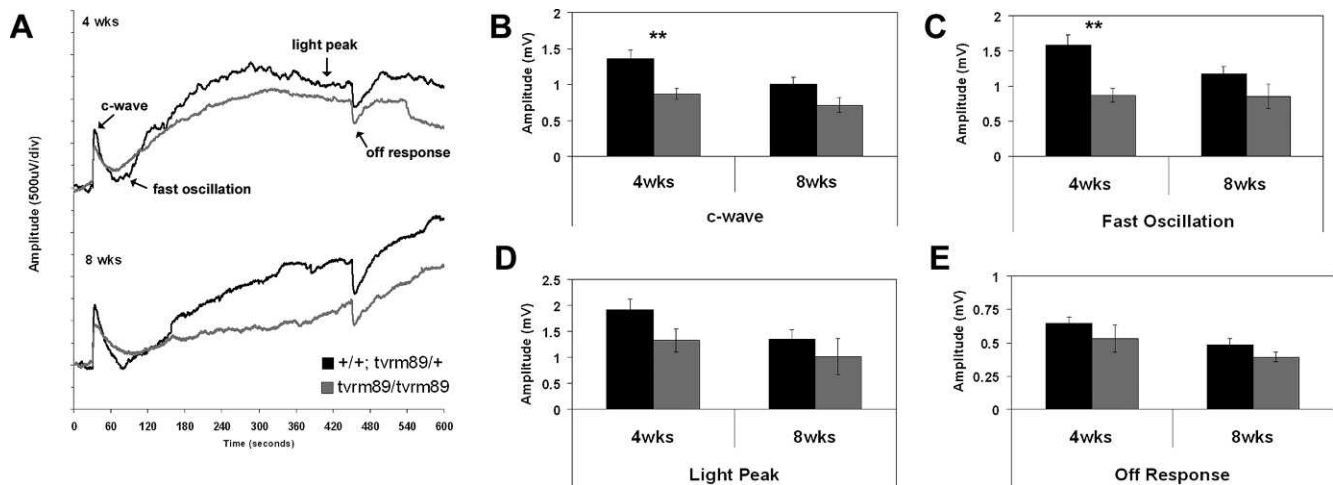 A
4 wks
light peak
c-wave
off response
fast oscillation
8 wks
+/+; tvrm89/+
tvrm89/tvrm89
Amplitude (500uV/div)
0 60 120 180 240 300 360 420 480 540 600
Time (seconds)
B
Amplitude (mV)
2
1.5
1
0.5
0
**
4wks 8wks
c-wave
C
Amplitude (mV)
2
1.5
1
0.5
0
**
4wks 8wks
Fast Oscillation
D
Amplitude (mV)
2.5
2
1.5
1
0.5
0
4wks 8wks
Light Peak
E
Amplitude (mV)
1
0.75
0.5
0.25
0
4wks 8wks
Off Response